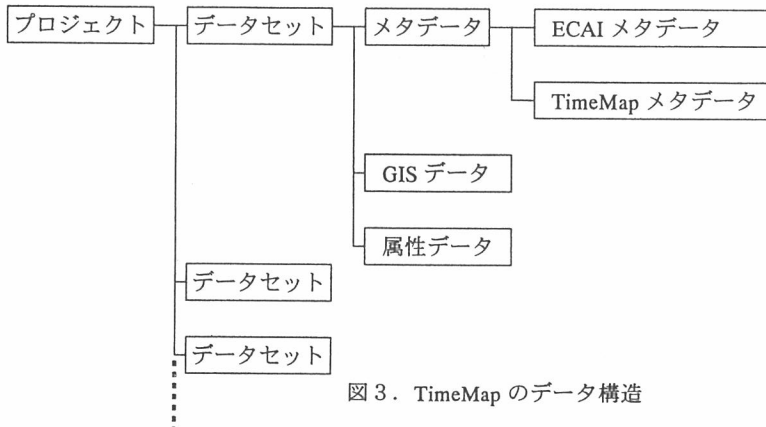 プロジェクト データセット メタデータ ECAI メタデータ
TimeMap メタデータ
GIS データ
属性データ
データセット
データセット
図3. TimeMap のデータ構造